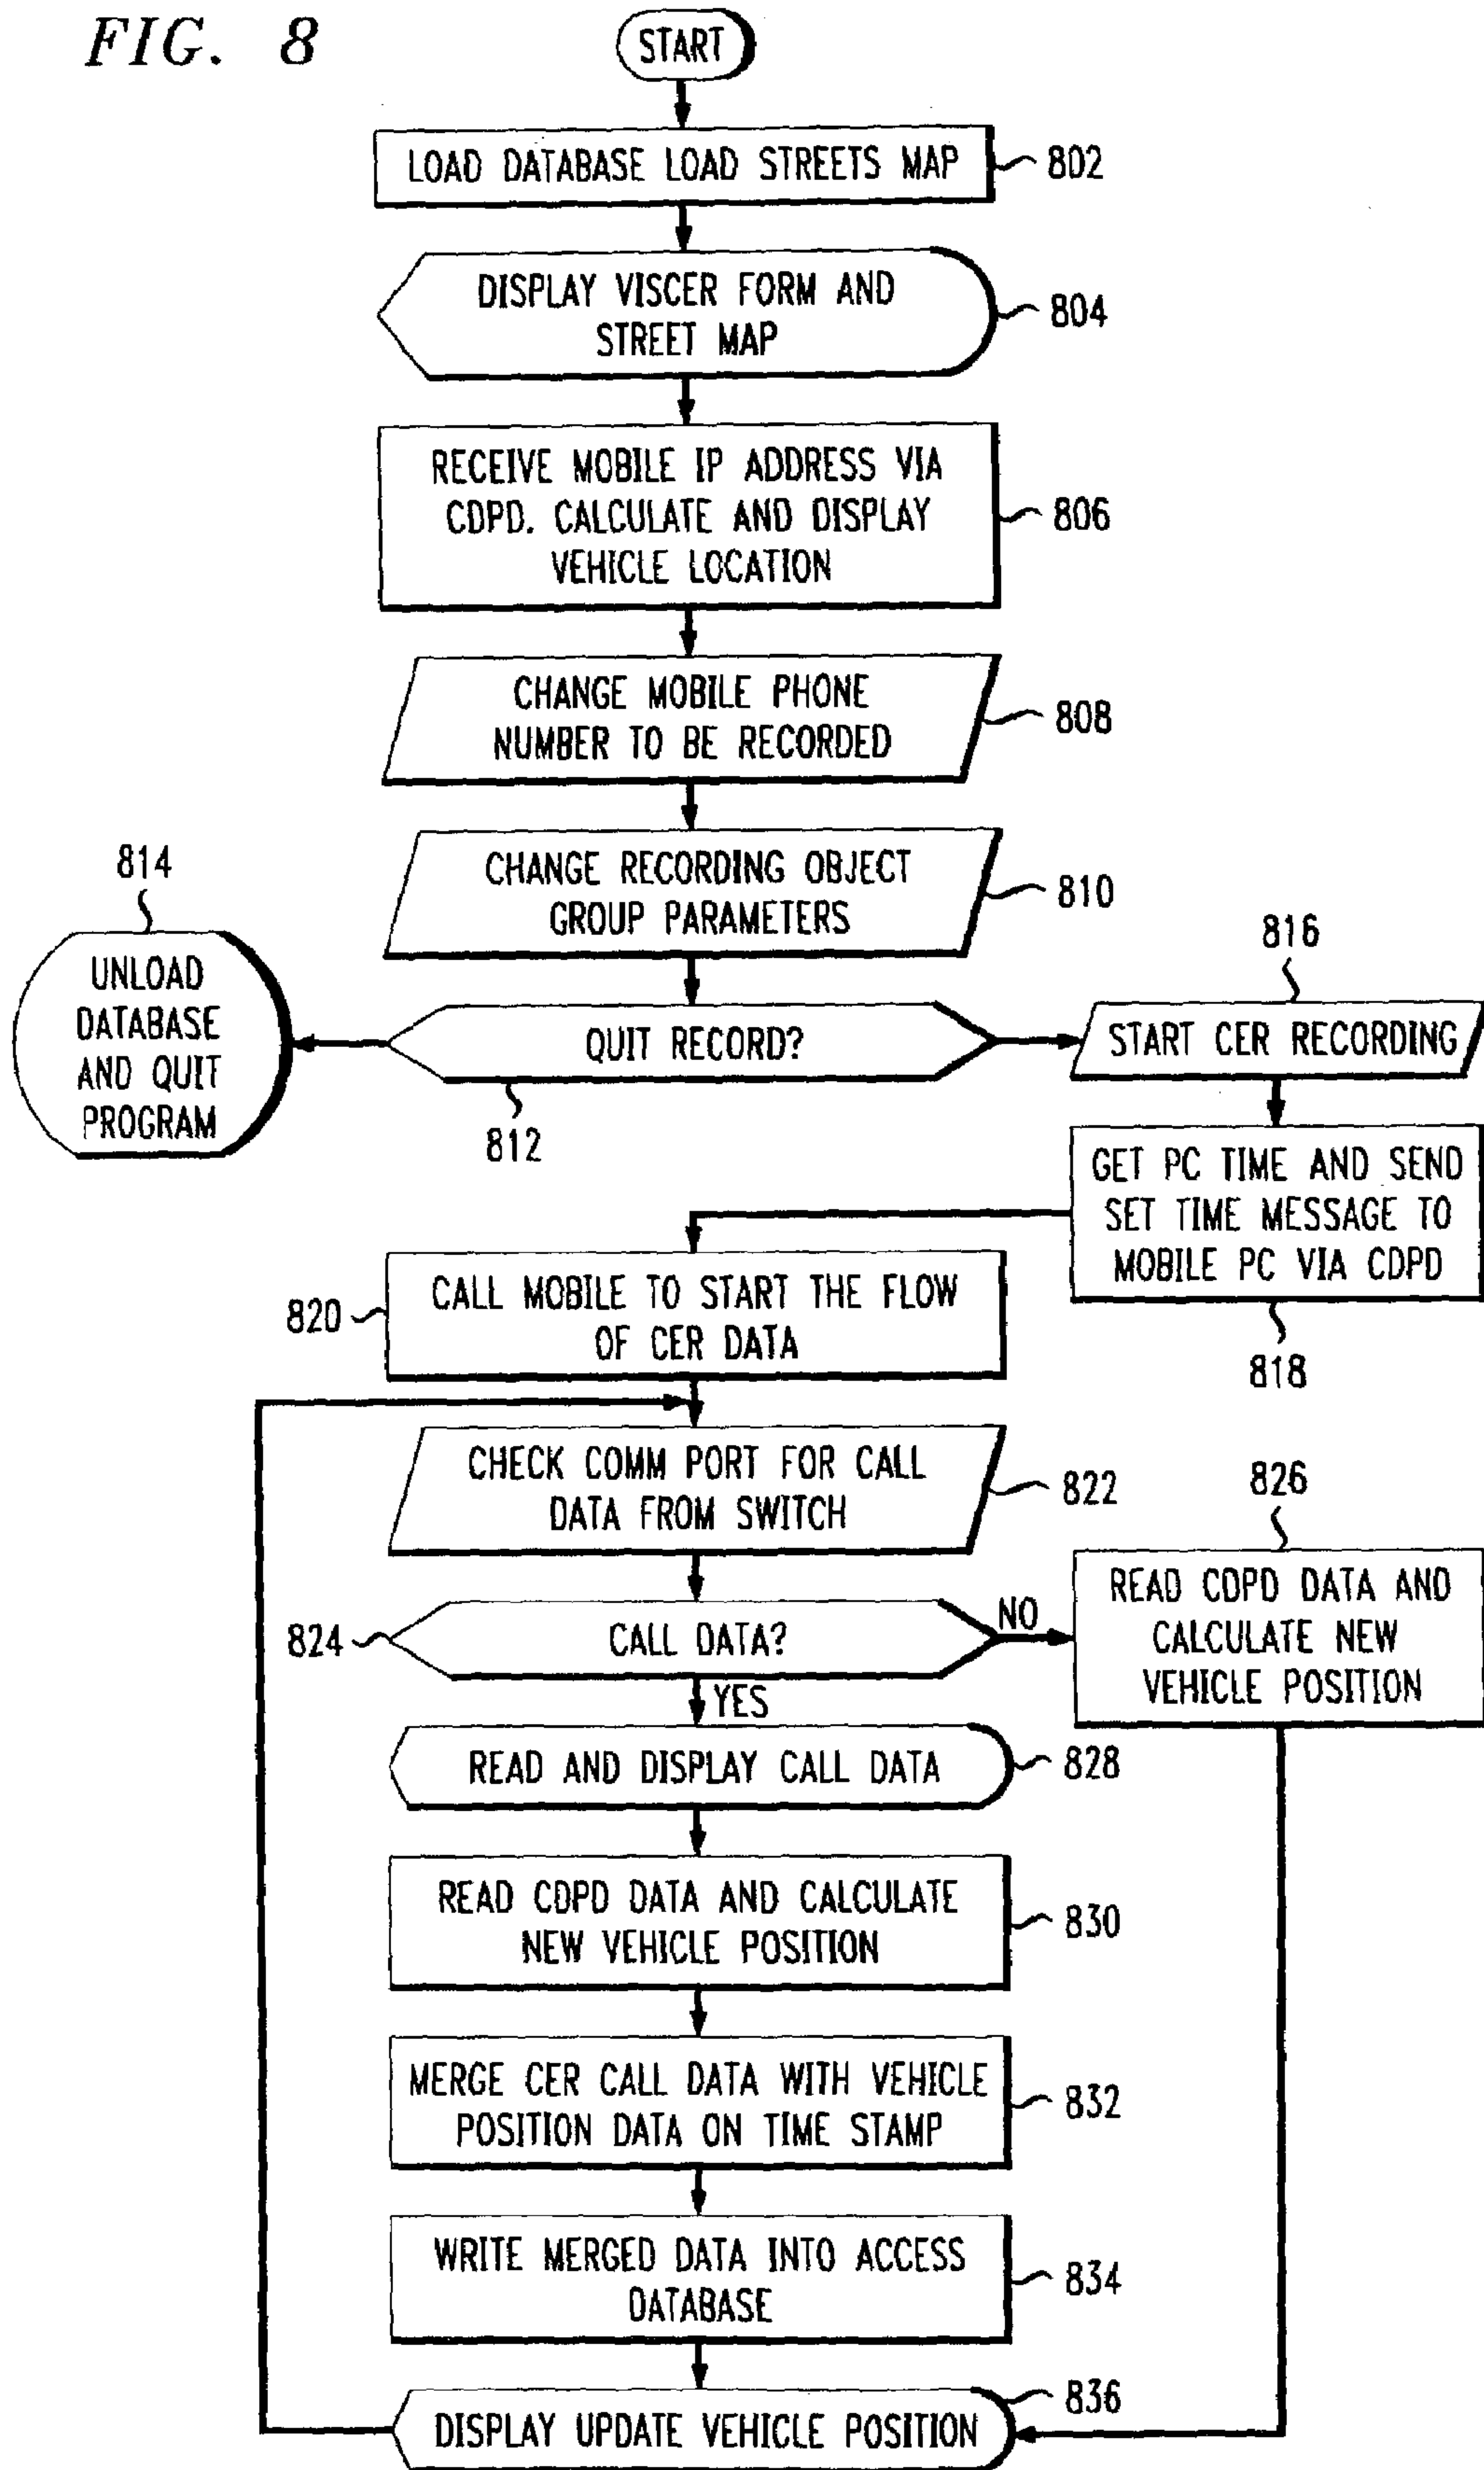 FIG. 8
START
LOAD DATABASE LOAD STREETS MAP
802
DISPLAY VISCER FORM AND
STREET MAP
804
RECEIVE MOBILE IP ADDRESS VIA
CDPD. CALCULATE AND DISPLAY
VEHICLE LOCATION
806
CHANGE MOBILE PHONE
NUMBER TO BE RECORDED
808
CHANGE RECORDING OBJECT
GROUP PARAMETERS
810
814
UNLOAD
DATABASE
AND QUIT
PROGRAM
QUIT RECORD?
812
816
START CER RECORDING
GET PC TIME AND SEND
SET TIME MESSAGE TO
MOBILE PC VIA CDPD
818
820
CALL MOBILE TO START THE FLOW
OF CER DATA
CHECK COMM PORT FOR CALL
DATA FROM SWITCH
822
824
CALL DATA?
NO
YES
826
READ CDPD DATA AND
CALCULATE NEW
VEHICLE POSITION
READ AND DISPLAY CALL DATA
828
READ CDPD DATA AND CALCULATE
NEW VEHICLE POSITION
830
MERGE CER CALL DATA WITH VEHICLE
POSITION DATA ON TIME STAMP
832
WRITE MERGED DATA INTO ACCESS
DATABASE
834
DISPLAY UPDATE VEHICLE POSITION
836